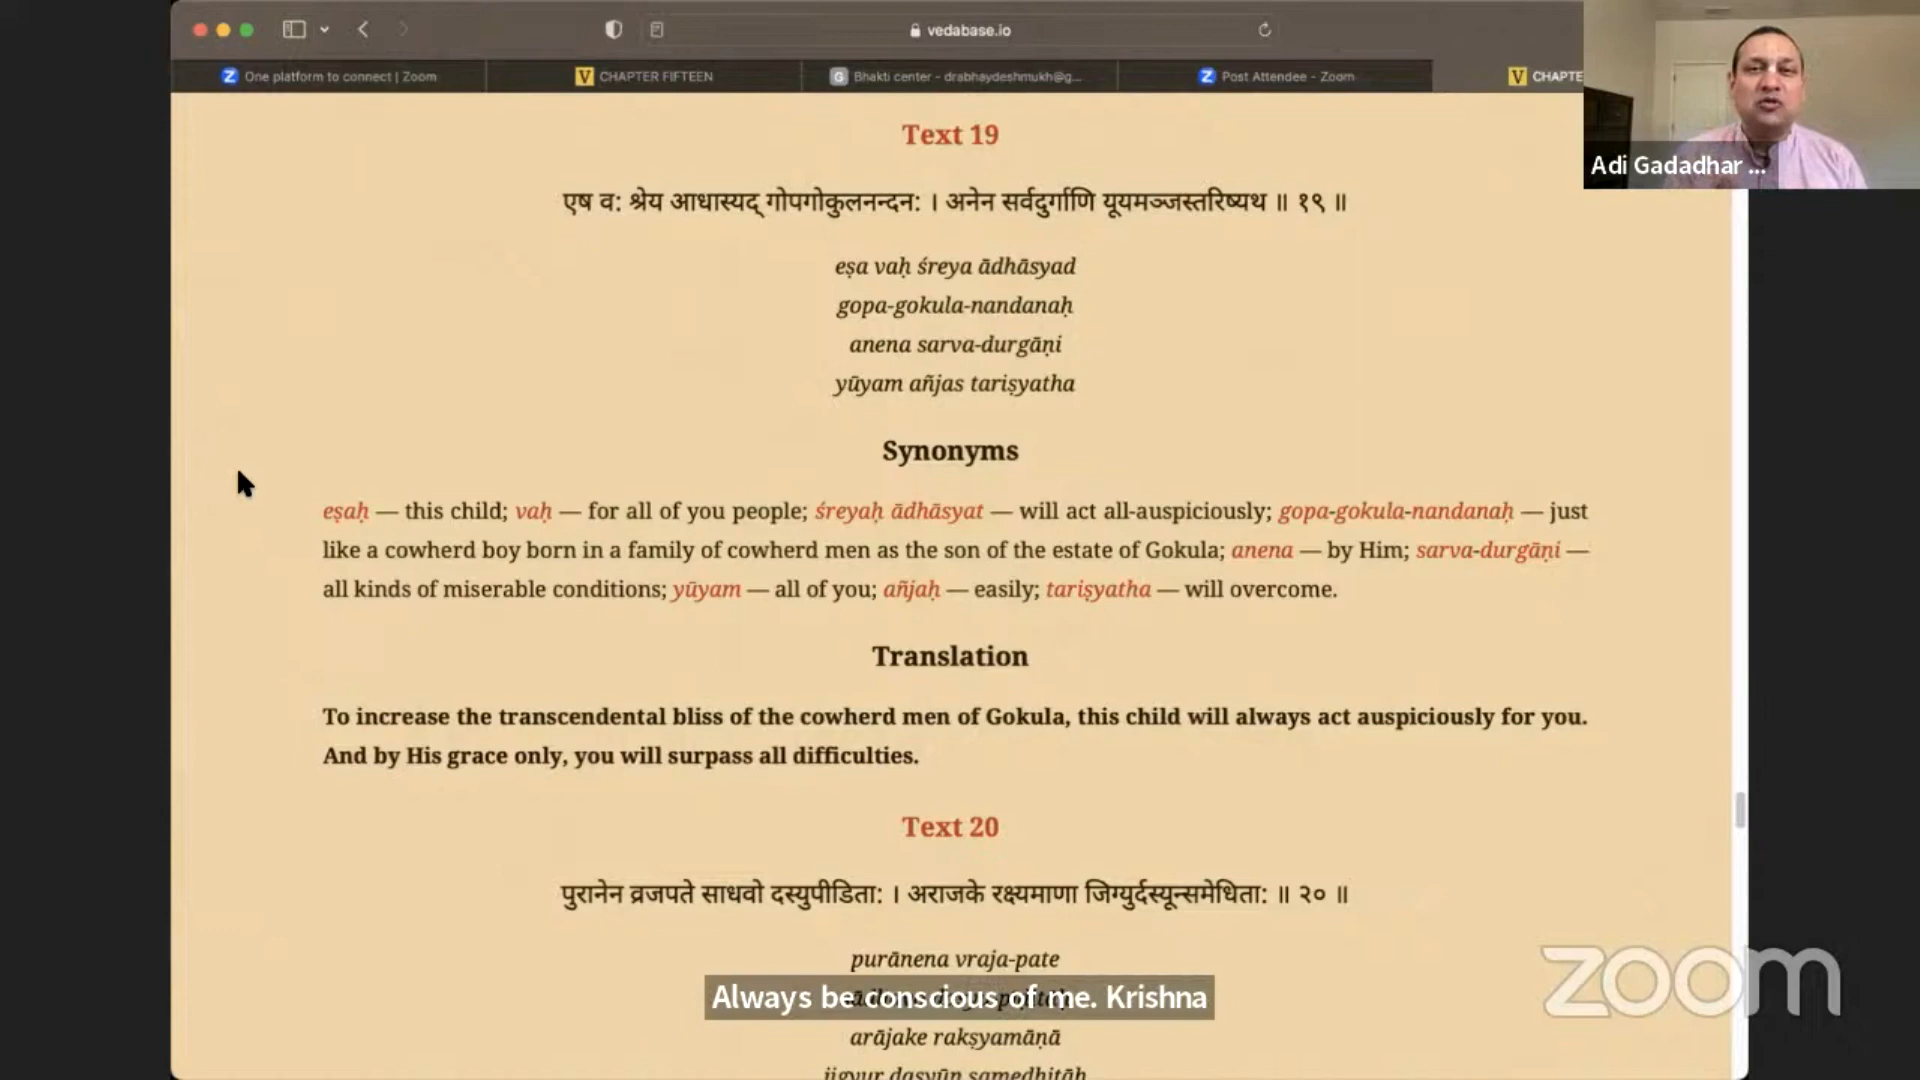 vedabase.io
One platform to connect | Zoom
CHAPTER FIFTEEN
Bhakti center - drabhaydeshmukh@g...
Post Attendee - Zoom
CHAPTE
Adi Gadadhar ...
Text 19
एष व: श्रेय आधास्यद् गोपगोकुलनन्दन: । अनेन सर्वदुर्गाणि यूयमञ्जस्तरिष्यथ ॥ १९ ॥
eṣa vaḥ śreya ādhāsyad
gopa-gokula-nandanaḥ
anena sarva-durgāṇi
yūyam añjas tariṣyatha
Synonyms
eṣaḥ — this child; vaḥ — for all of you people; śreyaḥ ādhāsyat — will act all-auspiciously; gopa-gokula-nandanaḥ — just
like a cowherd boy born in a family of cowherd men as the son of the estate of Gokula; anena — by Him; sarva-durgāṇi —
all kinds of miserable conditions; yūyam — all of you; añjaḥ — easily; tariṣyatha — will overcome.
Translation
To increase the transcendental bliss of the cowherd men of Gokula, this child will always act auspiciously for you.
And by His grace only, you will surpass all difficulties.
Text 20
पुरानेन व्रजपते साधवो दस्युपीडिता: । अराजके रक्ष्यमाणा जिग्युर्दस्यून्समेधिता: ॥ २० ॥
purānena vraja-pate
Always be conscious of me. Krishna
arājake rakṣyamāṇā
jigyur dasyūn samedhitāḥ
zoom